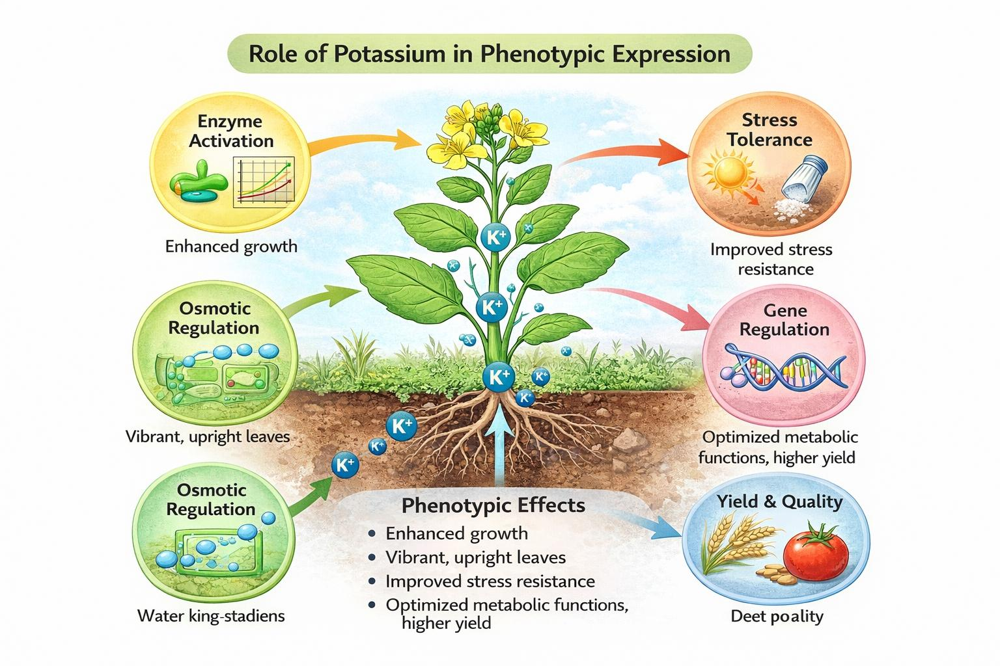 Role of Potassium in Phenotypic Expression
Enzyme
Activation
Enhanced growth
Osmotic
Regulation
Vibrant, upright leaves
Osmotic
Regulation
Water king-stadiens
K+
K+
K+
K+
K+
K+
K+
K+
Stress
Tolerance
Improved stress
resistance
Gene
Regulation
Optimized metabolic
functions, higher yield
Yield & Quality
Deet poality
Phenotypic Effects
• Enhanced growth
• Vibrant, upright leaves
• Improved stress resistance
• Optimized metabolic functions,
higher yield